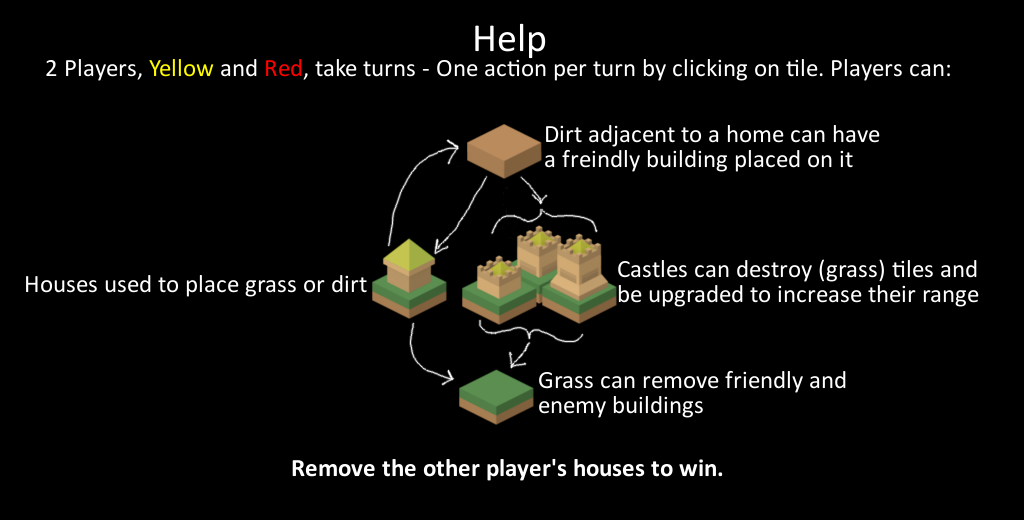 Help
2 Players, Yellow and Red, take turns - One action per turn by clicking on tile. Players can:
Dirt adjacent to a home can have
a freindly building placed on it
Houses used to place grass or dirt
Castles can destroy (grass) tiles and
be upgraded to increase their range
Grass can remove friendly and
enemy buildings
Remove the other player's houses to win.